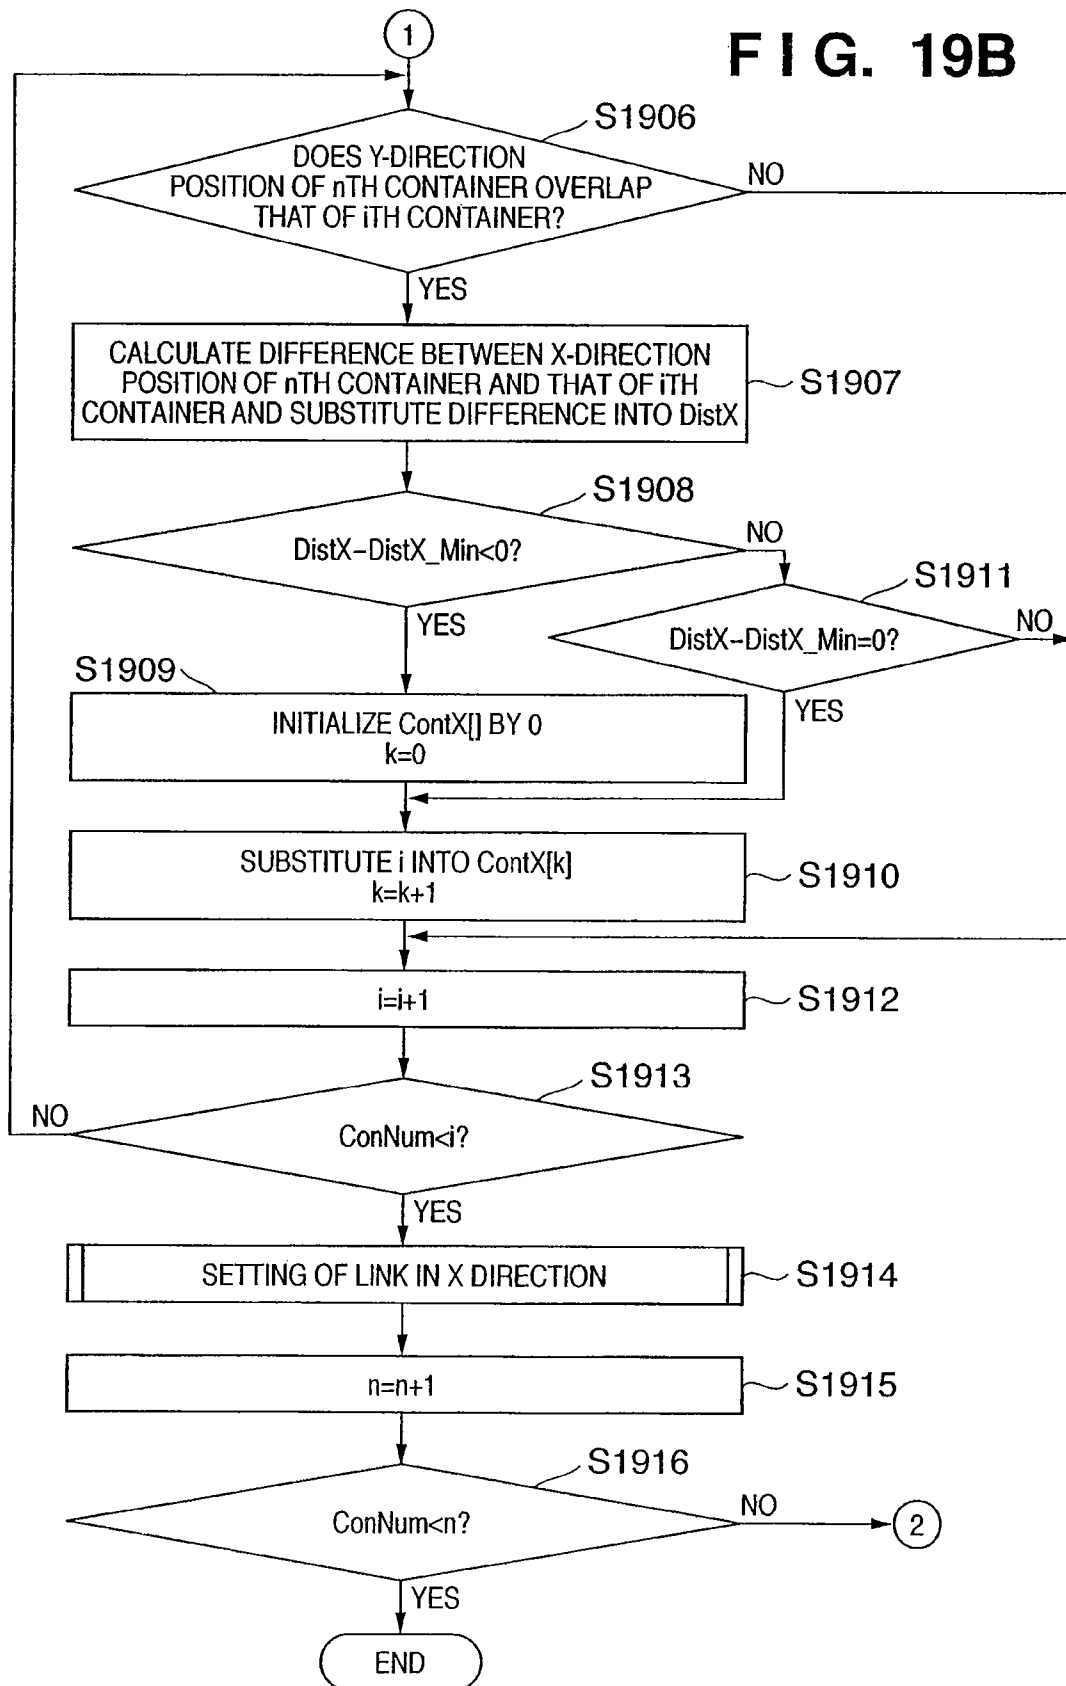 1
FIG. 19B
S1906
DOES Y-DIRECTION
POSITION OF nTH CONTAINER OVERLAP
THAT OF iTH CONTAINER?
NO
YES
CALCULATE DIFFERENCE BETWEEN X-DIRECTION
POSITION OF nTH CONTAINER AND THAT OF iTH
CONTAINER AND SUBSTITUTE DIFFERENCE INTO DistX
S1907
S1908
DistX-DistX_Min<0?
NO
YES
S1911
DistX-DistX_Min=0?
NO
YES
S1909
INITIALIZE ContX[] BY 0
k=0
SUBSTITUTE i INTO ContX[k]
k=k+1
S1910
i=i+1
S1912
S1913
ConNum<i?
NO
YES
SETTING OF LINK IN X DIRECTION
S1914
n=n+1
S1915
S1916
ConNum<n?
NO
2
YES
END